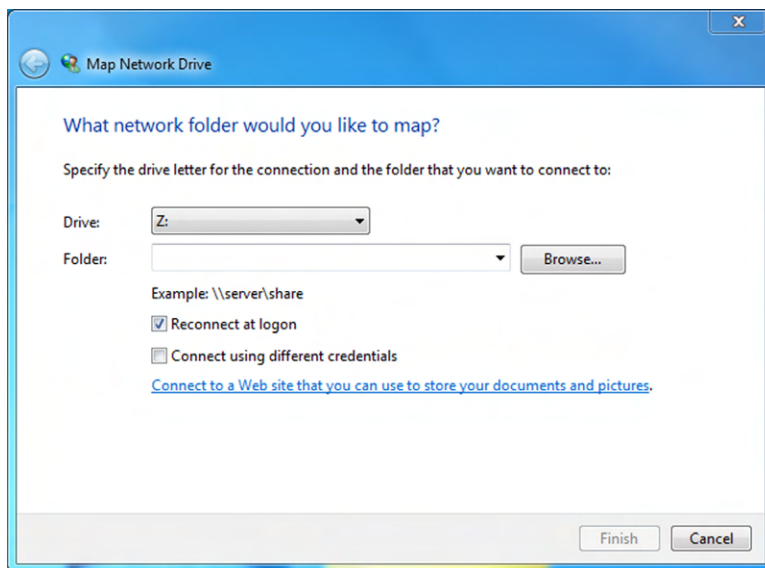 Map Network Drive
What network folder would you like to map?
Specify the drive letter for the connection and the folder that you want to connect to:
Drive: Z:
Folder: Browse...
Example: \\server\share
Reconnect at logon
Connect using different credentials
Connect to a Web site that you can use to store your documents and pictures.
Finish Cancel